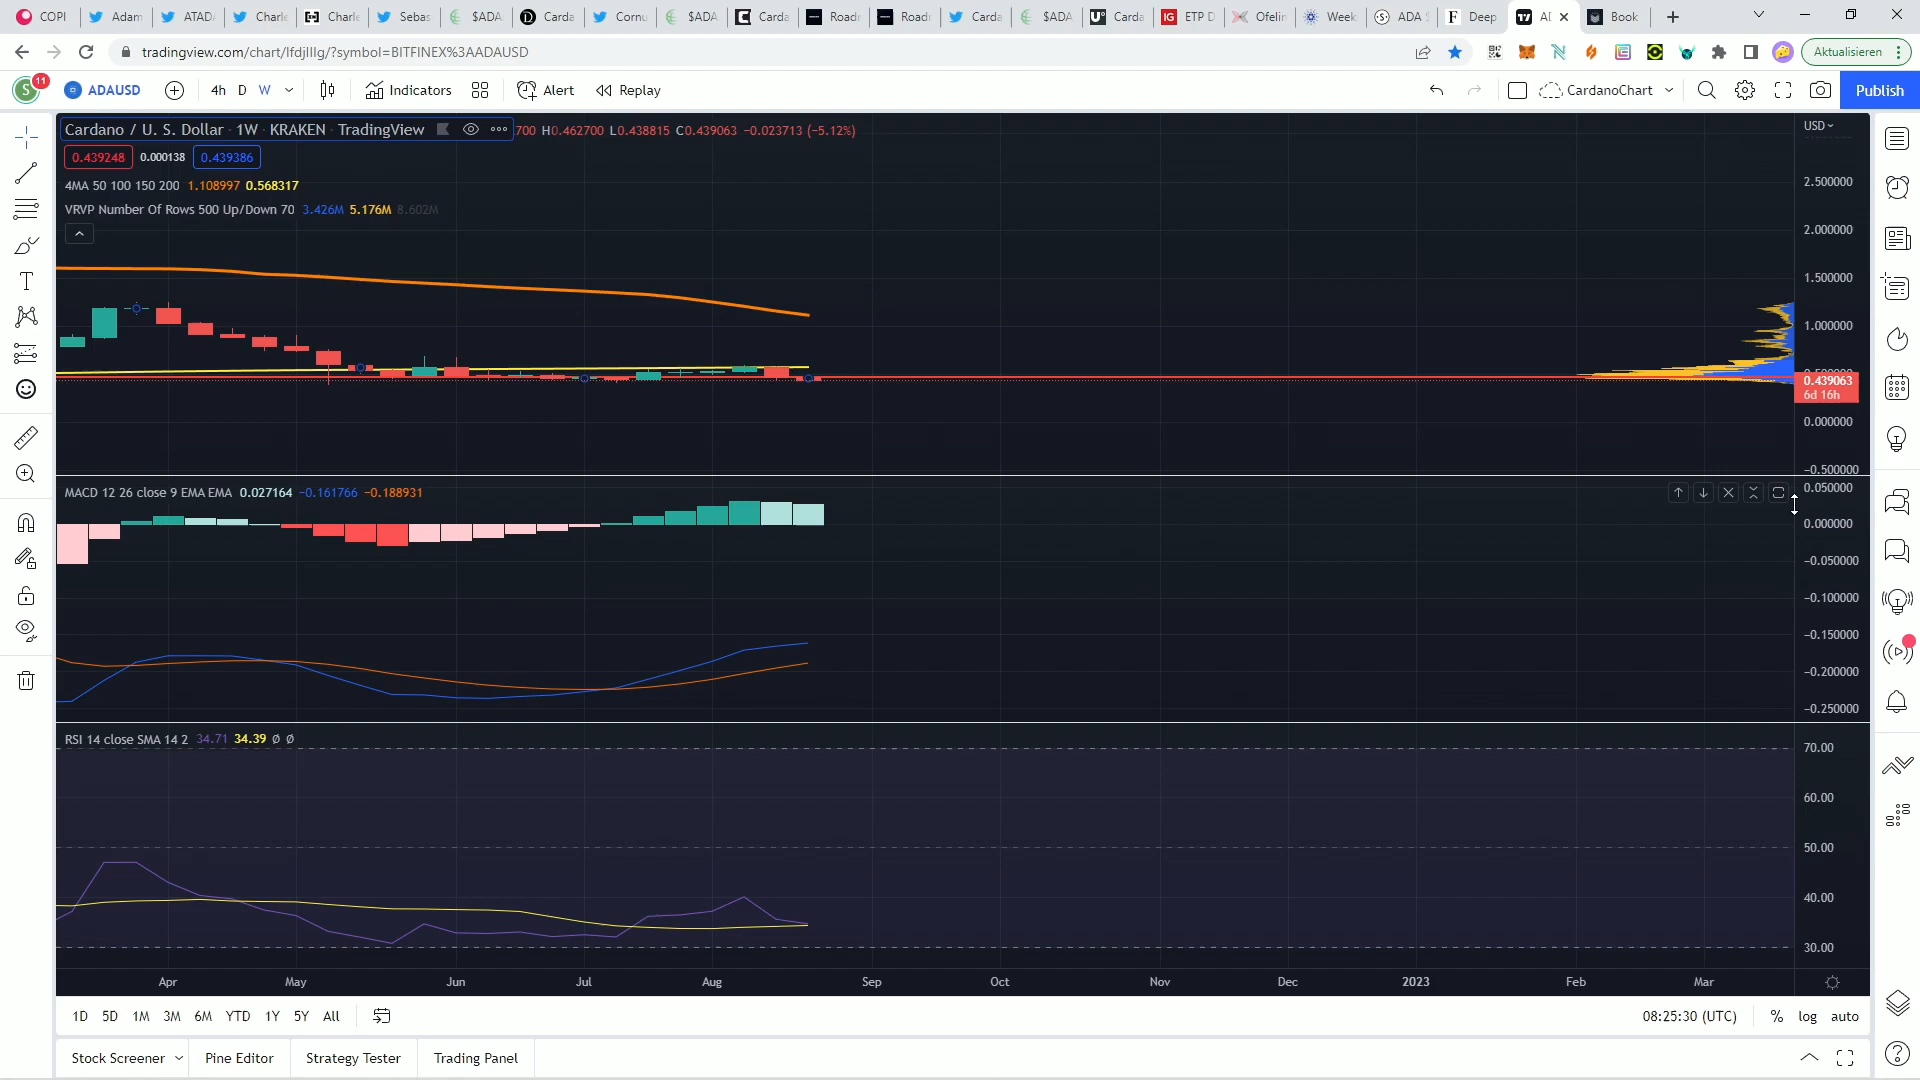 COPI Adam ATADA Charle Charle Sebas $ADA Carda Cornu $ADA Carda Roadr Roadr Carda $ADA Carda ETP D Ofelin Week ADA $ Deep AD Book
tradingview.com/chart/IfdjIIIg/?symbol=BITFINEX%3AADAUSD Aktualisieren
S 11 ADAUSD 4h D W Indicators Alert Replay CardanoChart Publish
Cardano / U. S. Dollar · 1W · KRAKEN · TradingView 700 H0.462700 L0.438815 C0.439063 −0.023713 (−5.12%) USD
0.439248 0.000138 0.439386
4MA 50 100 150 200 1.108997 0.568317
VRVP Number Of Rows 500 Up/Down 70 3.426M 5.176M 8.602M
2.500000
2.000000
1.500000
1.000000
0.439063
6d 16h
0.000000
−0.500000
MACD 12 26 close 9 EMA EMA 0.027164 −0.161766 −0.188931
0.050000
0.000000
−0.050000
−0.100000
−0.150000
−0.200000
−0.250000
RSI 14 close SMA 14 2 34.71 34.39 Ø Ø
70.00
60.00
50.00
40.00
30.00
Apr May Jun Jul Aug Sep Oct Nov Dec 2023 Feb Mar
1D 5D 1M 3M 6M YTD 1Y 5Y All 08:25:30 (UTC) % log auto
Stock Screener Pine Editor Strategy Tester Trading Panel